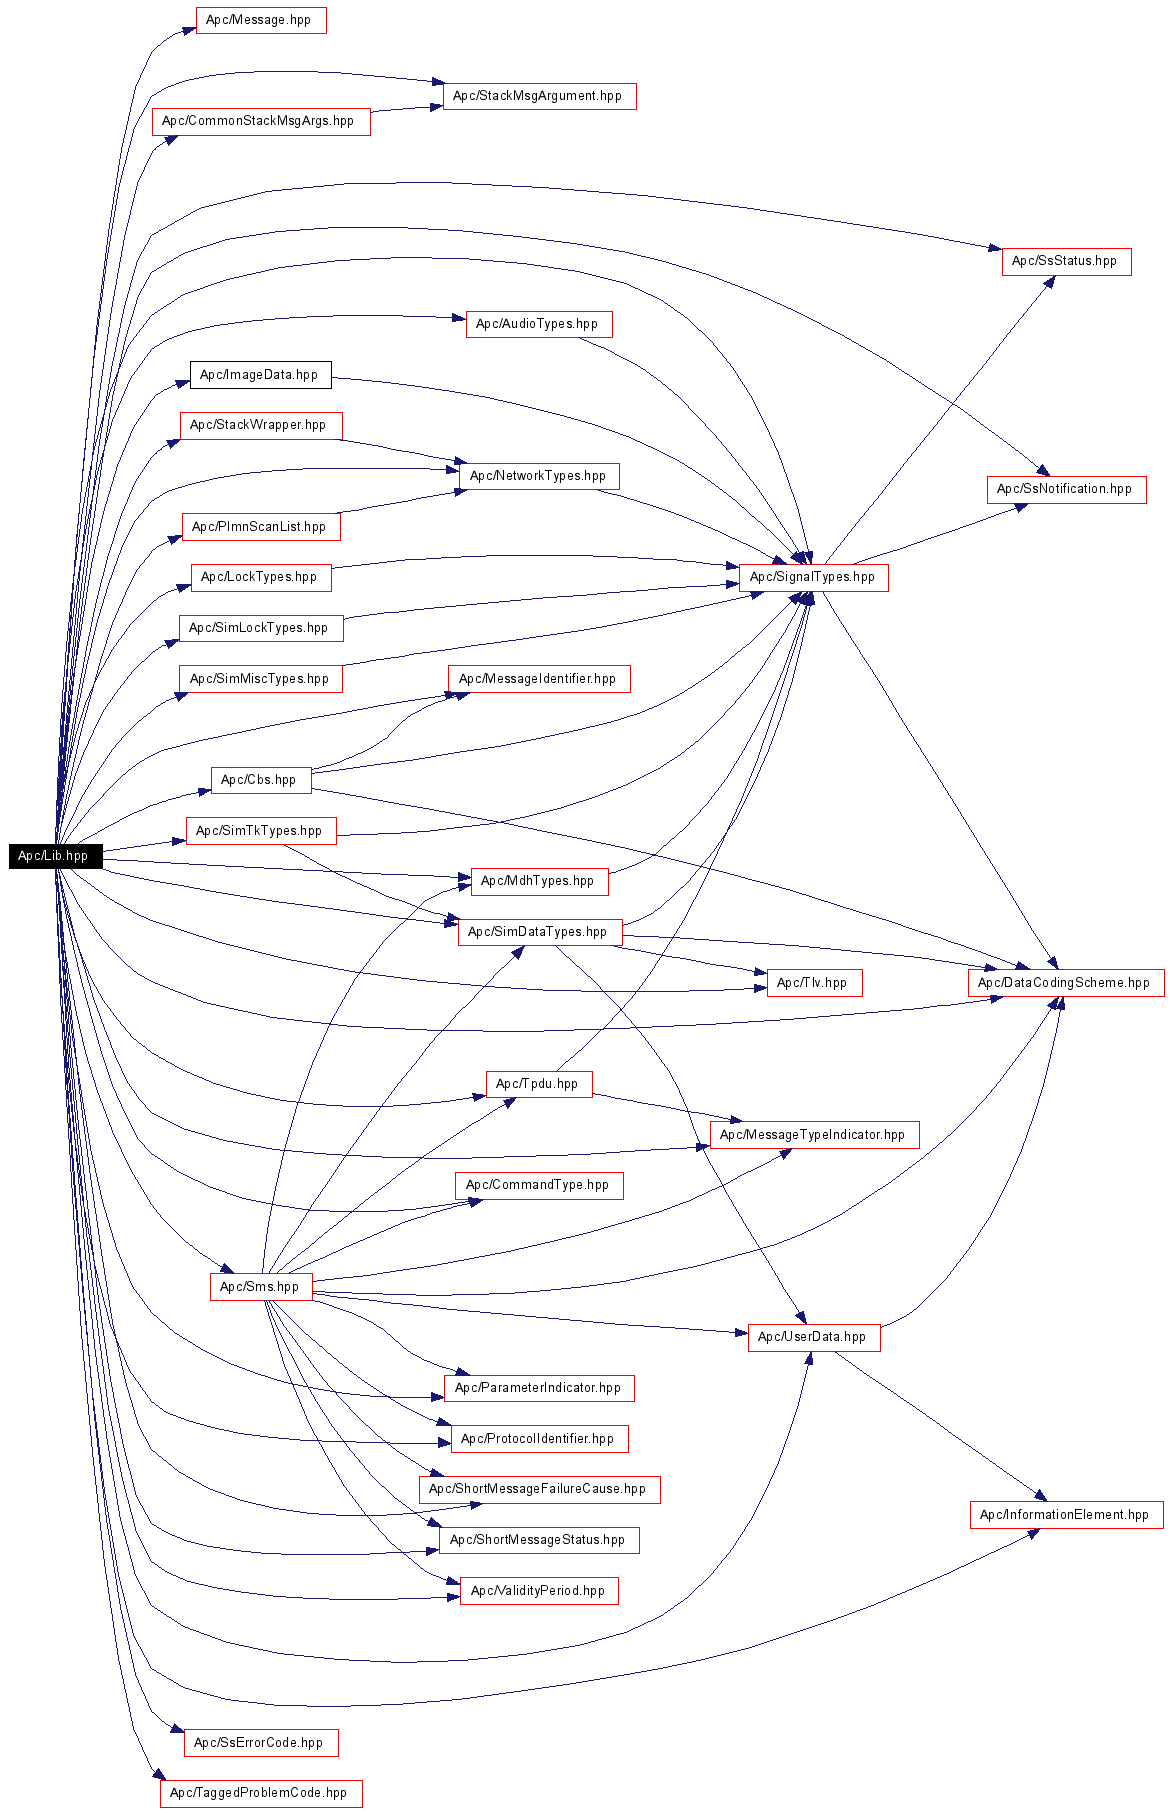 Apc/Message.hpp
Apc/StackMsgArgument.hpp
Apc/CommonStackMsgArgs.hpp
Apc/SsStatus.hpp
Apc/AudioTypes.hpp
Apc/ImageData.hpp
Apc/StackWrapper.hpp
Apc/NetworkTypes.hpp
Apc/SsNotification.hpp
Apc/PlmnScanList.hpp
Apc/LockTypes.hpp
Apc/SignalTypes.hpp
Apc/SimLockTypes.hpp
Apc/SimMiscTypes.hpp
Apc/MessageIdentifier.hpp
Apc/Cbs.hpp
Apc/SimTkTypes.hpp
Apc/Lib.hpp
Apc/MdhTypes.hpp
Apc/SimDataTypes.hpp
Apc/Tlv.hpp
Apc/DataCodingScheme.hpp
Apc/Tpdu.hpp
Apc/MessageTypeIndicator.hpp
Apc/CommandType.hpp
Apc/Sms.hpp
Apc/UserData.hpp
Apc/ParameterIndicator.hpp
Apc/ProtocolIdentifier.hpp
Apc/ShortMessageFailureCause.hpp
Apc/InformationElement.hpp
Apc/ShortMessageStatus.hpp
Apc/ValidityPeriod.hpp
Apc/SsErrorCode.hpp
Apc/TaggedProblemCode.hpp